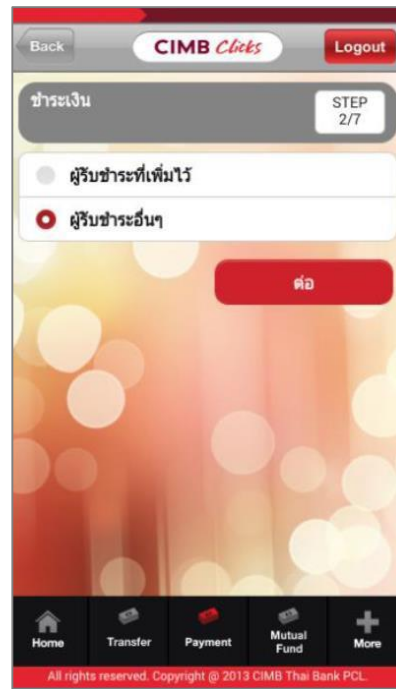 Back
CIMB Clicks
Logout
ชำระเงิน
STEP
2/7
ผู้รับชำระที่เพิ่มไว้
ผู้รับชำระอื่นๆ
ต่อ
Home
Transfer
Payment
Mutual
Fund
More
All rights reserved. Copyright @ 2013 CIMB Thai Bank PCL.